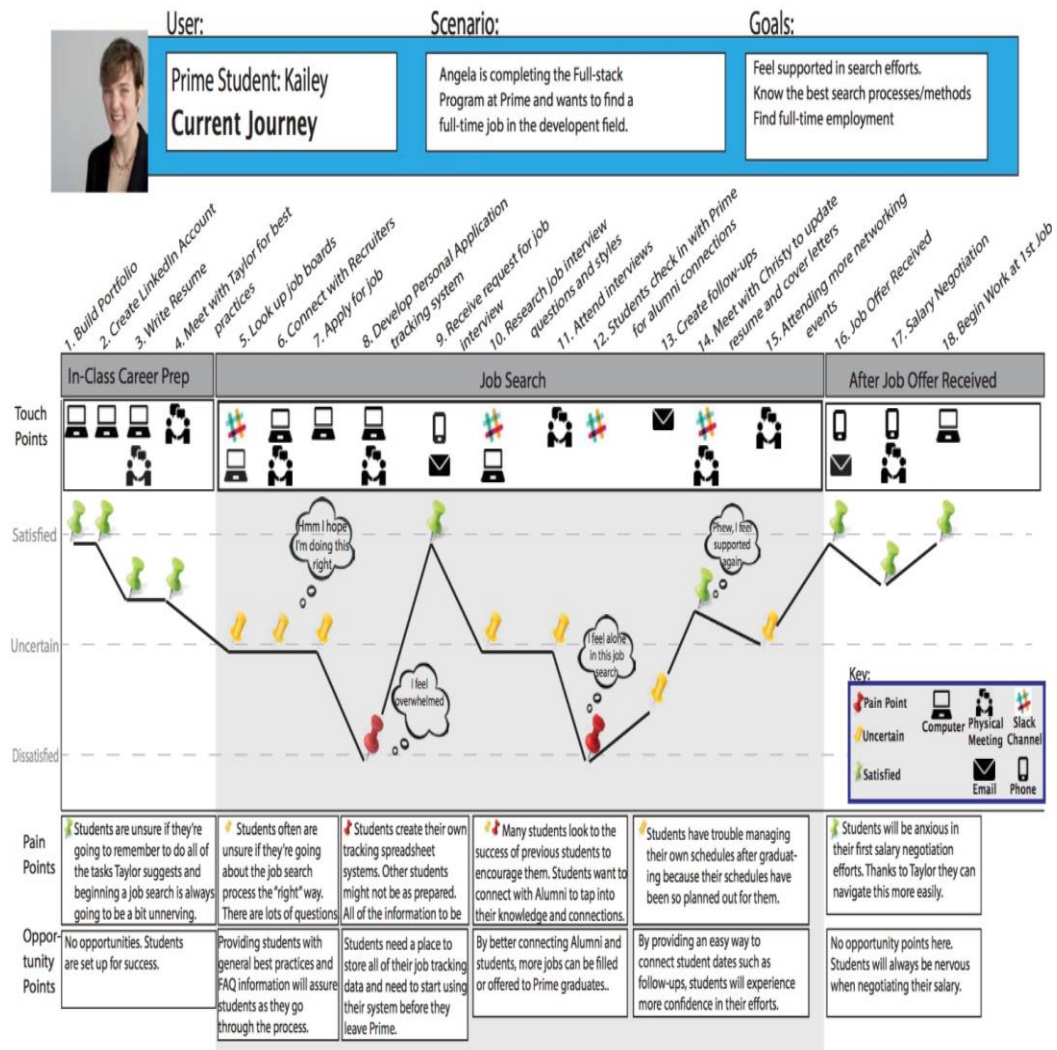 User:
Scenario:
Goals:
Prime Student: Kailey
Current Journey
Angela is completing the Full-stack
Program at Prime and wants to find a
full-time job in the developent field.
Feel supported in search efforts.
Know the best search processes/methods
Find full-time employment
1. Build Portfolio
2. Create LinkedIn Account
3. Write Resume
4. Meet with Taylor for best
practices
5. Look up job boards
6. Connect with Recruiters
7. Apply for job
8. Develop Personal Application
tracking system
9. Receive request for job
interview
10. Research job interview
questions and styles
11. Attend interviews
12. Students check in with Prime
for alumni connections
13. Create follow-ups
14. Meet with Christy to update
resume and cover letters
15. Attending more networking
events
16. Job Offer Received
17. Salary Negotiation
18. Begin Work at 1st Job
In-Class Career Prep
Job Search
After Job Offer Received
Touch
Points
Satisfied
Uncertain
Dissatisfied
Hmm I hope
I'm doing this
right
I feel
overwhelmed
I feel alone
in this job
search
Phew, I feel
supported
again
Key:
Pain Point
Uncertain
Satisfied
Computer
Physical
Meeting
Slack
Channel
Email
Phone
Pain
Points
Students are unsure if they're
going to remember to do all of
the tasks Taylor suggests and
beginning a job search is always
going to be a bit unnerving.
Students often are
unsure if they're going
about the job search
process the "right" way.
There are lots of questions
Students create their own
tracking spreadsheet
systems. Other students
might not be as prepared.
All of the information to be
Many students look to the
success of previous students to
encourage them. Students want to
connect with Alumni to tap into
their knowledge and connections.
Students have trouble managing
their own schedules after graduat-
ing because their schedules have
been so planned out for them.
Students will be anxious in
their first salary negotiation
efforts. Thanks to Taylor they can
navigate this more easily.
Oppor-
tunity
Points
No opportunities. Students
are set up for success.
Providing students with
general best practices and
FAQ information will assure
students as they go
through the process.
Students need a place to
store all of their job tracking
data and need to start using
their system before they
leave Prime.
By better connecting Alumni and
students, more jobs can be filled
or offered to Prime graduates..
By providing an easy way to
connect student dates such as
follow-ups, students will experience
more confidence in their efforts.
No opportunity points here.
Students will always be nervous
when negotiating their salary.